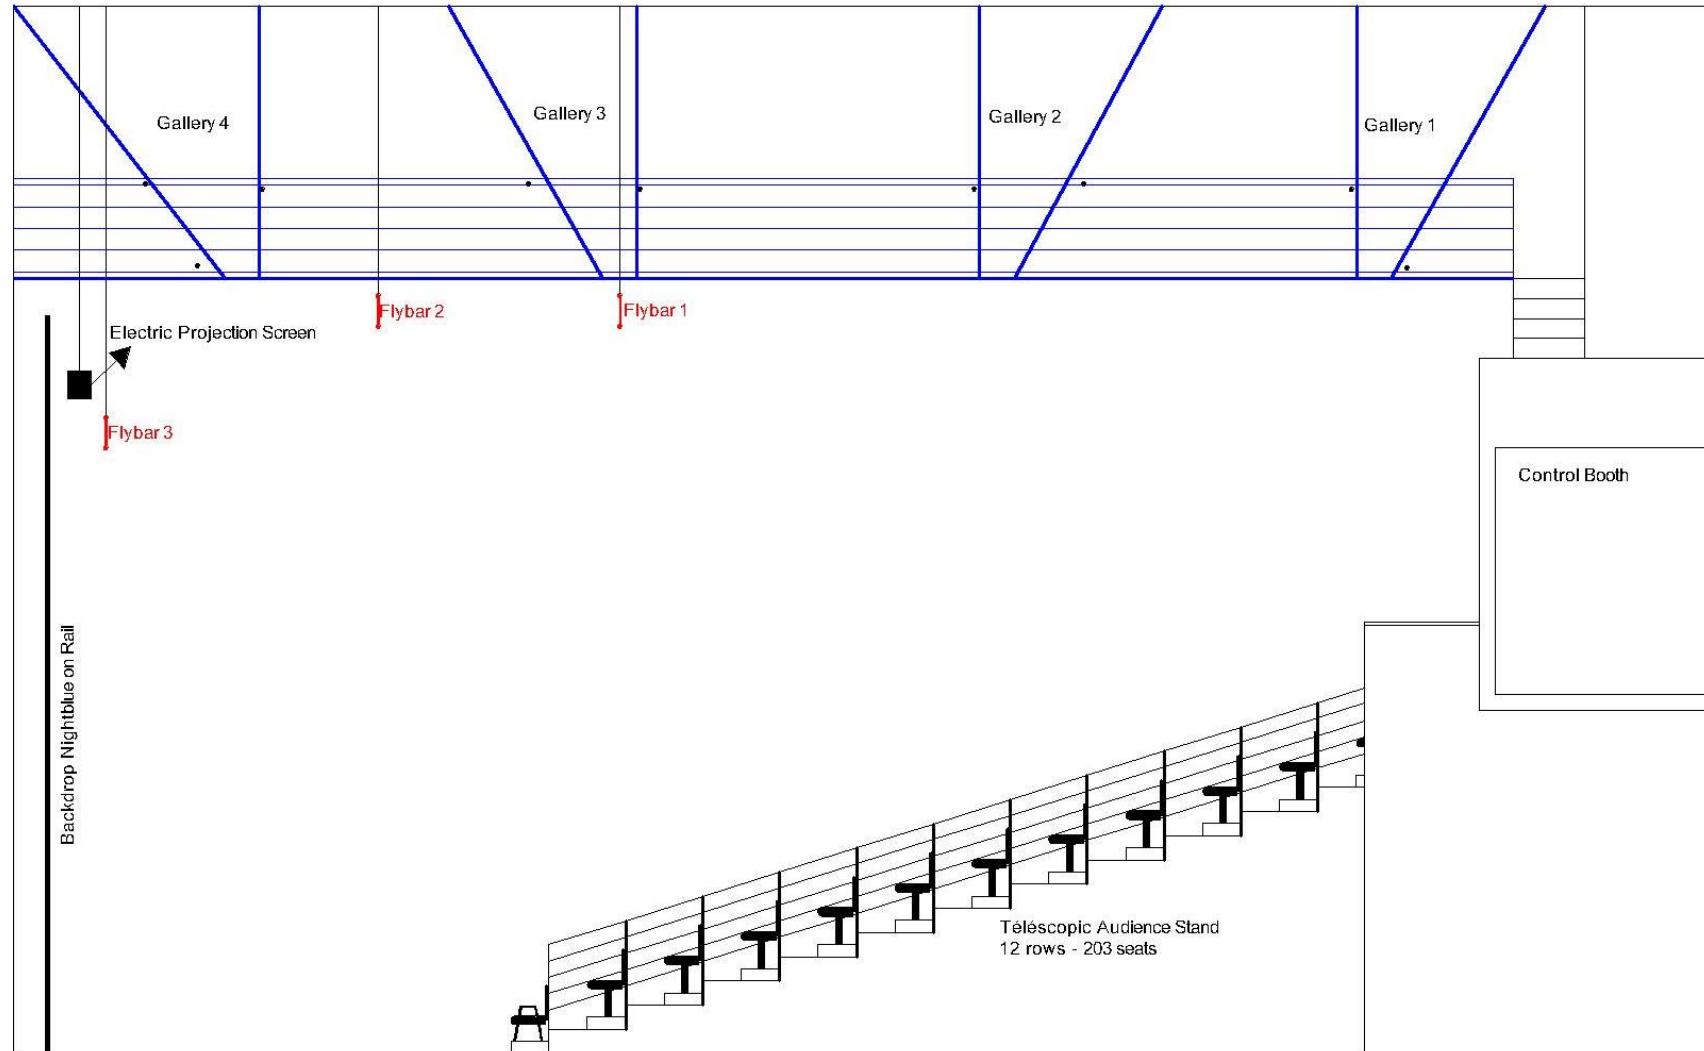 Gallery 4
Gallery 3
Gallery 2
Gallery 1
Flybar 2
Flybar 1
Electric Projection Screen
Flybar 3
Control Booth
Backdrop Nightblue on Rail
Téléscopic Audience Stand
12 rows - 203 seats